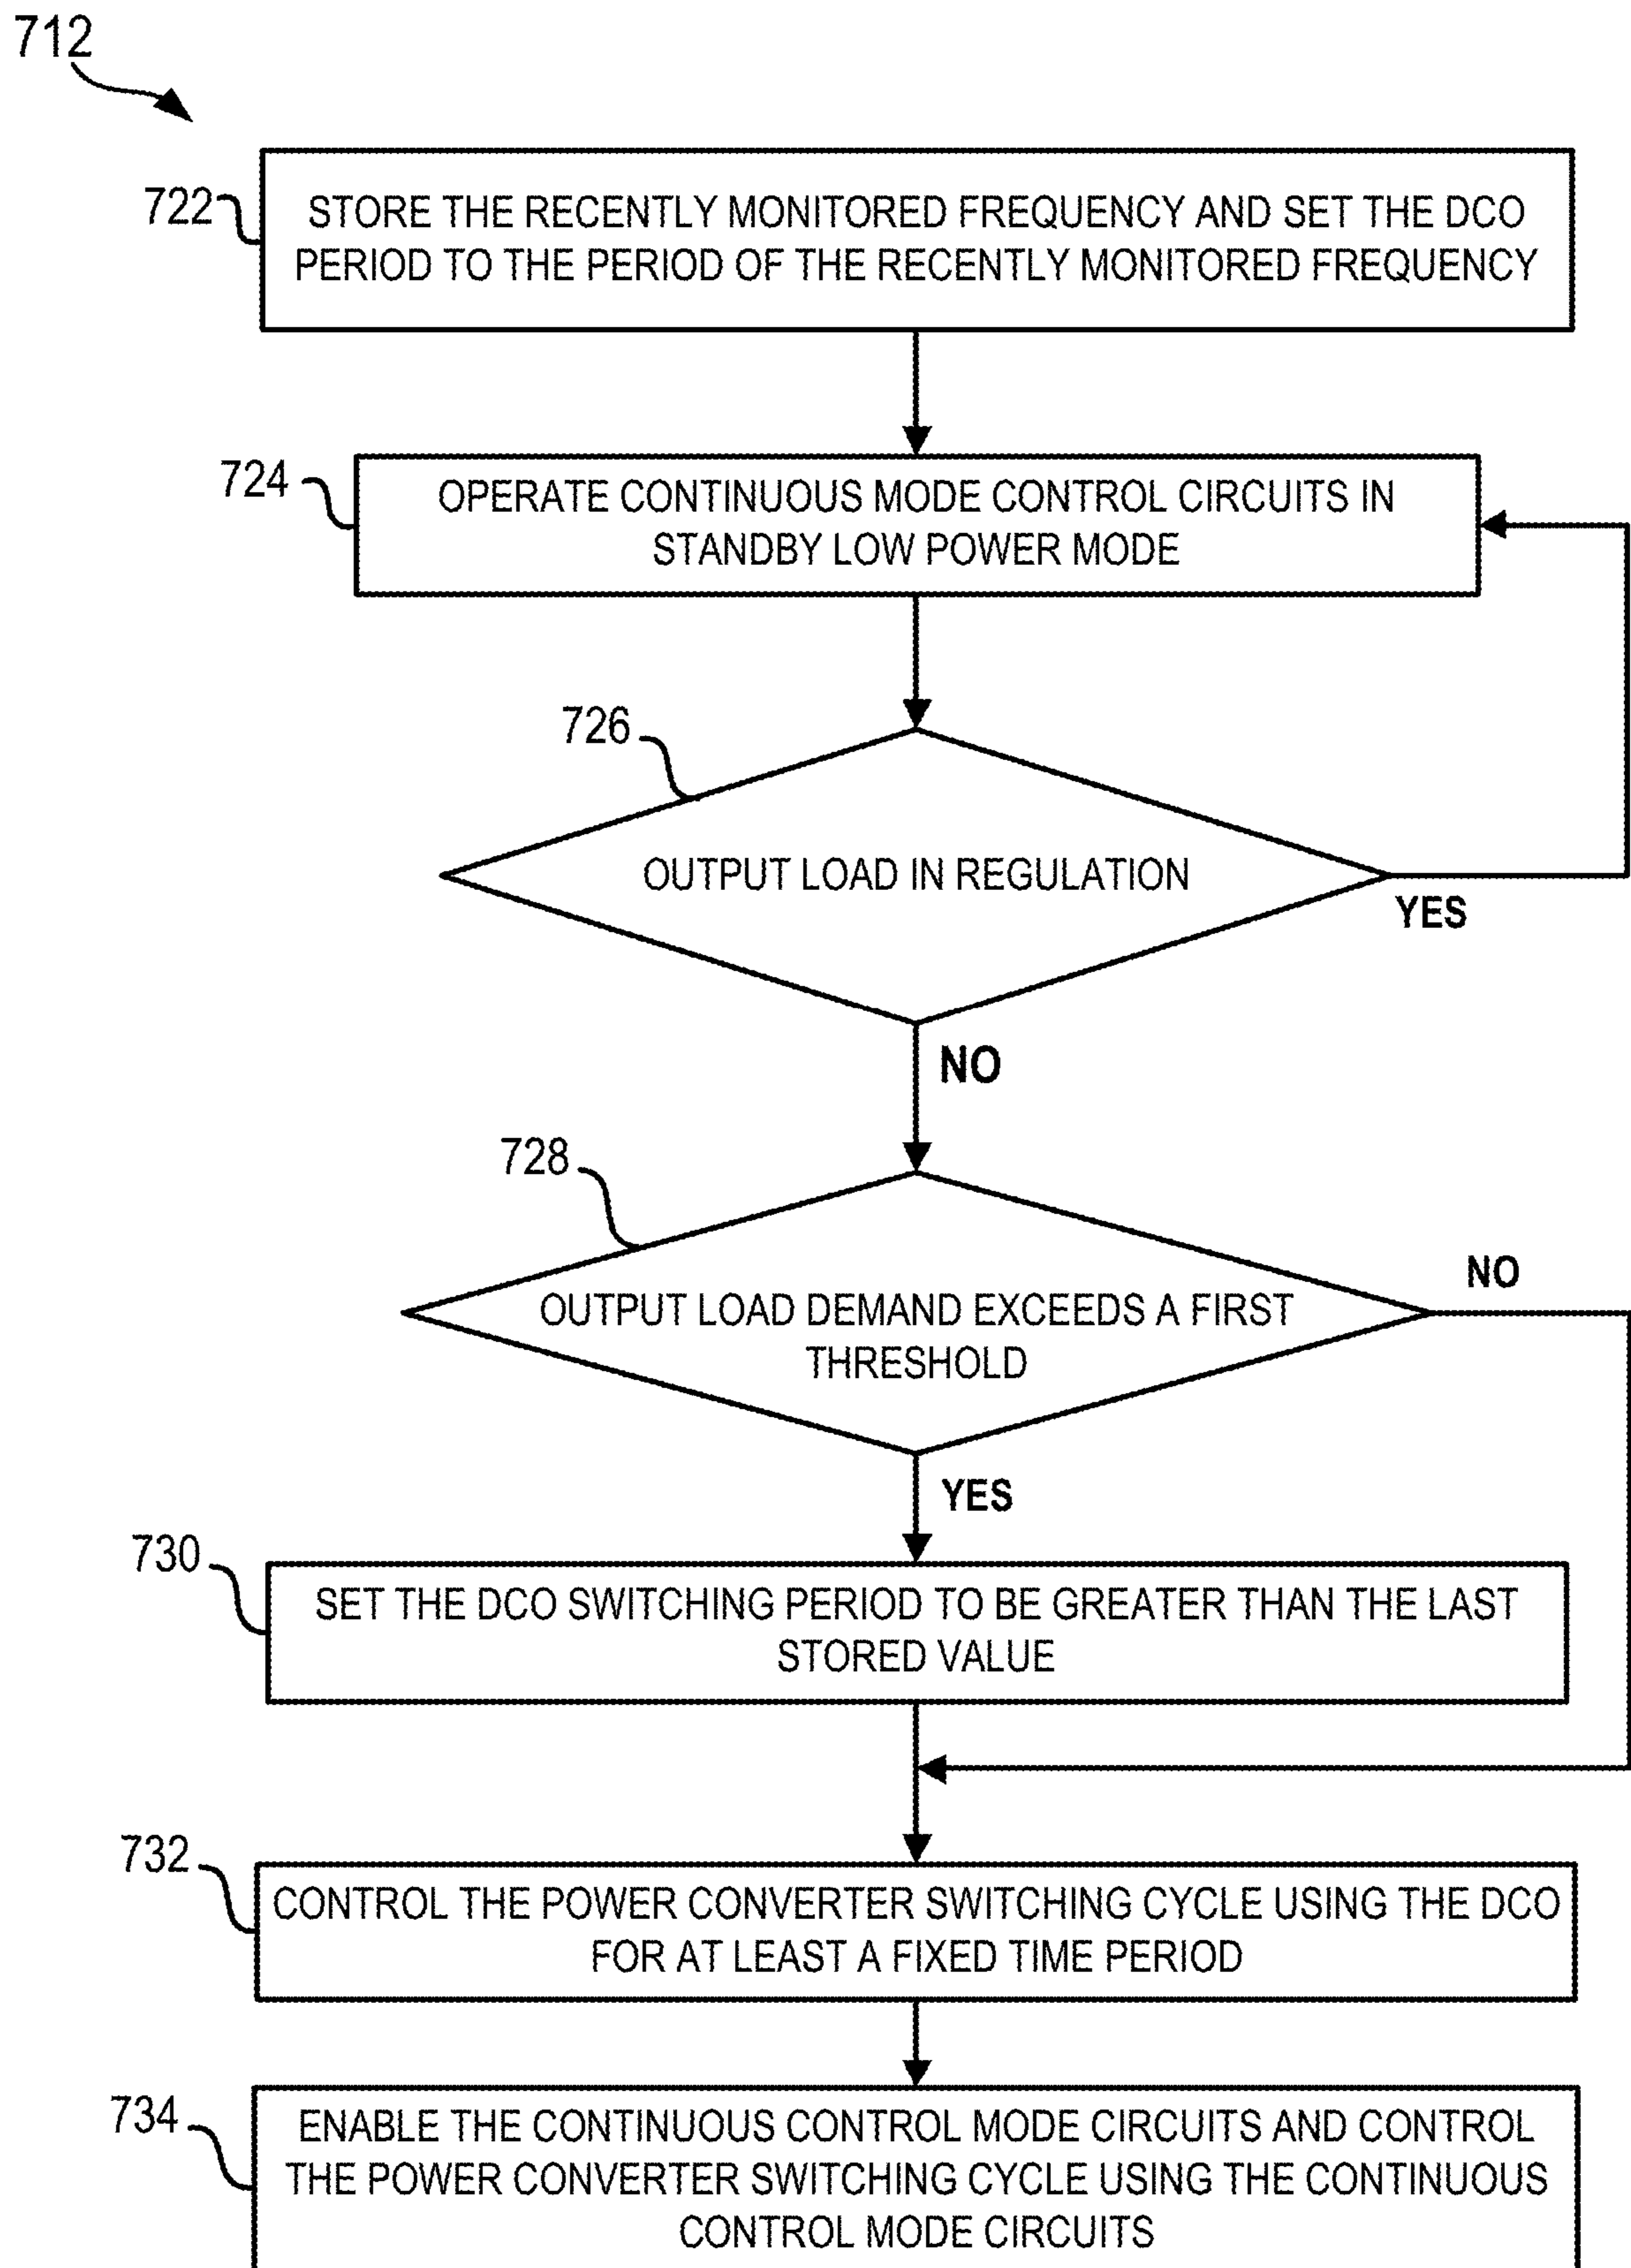 712
722
STORE THE RECENTLY MONITORED FREQUENCY AND SET THE DCO
PERIOD TO THE PERIOD OF THE RECENTLY MONITORED FREQUENCY
724
OPERATE CONTINUOUS MODE CONTROL CIRCUITS IN
STANDBY LOW POWER MODE
726
OUTPUT LOAD IN REGULATION
YES
NO
728
NO
OUTPUT LOAD DEMAND EXCEEDS A FIRST
THRESHOLD
YES
730
SET THE DCO SWITCHING PERIOD TO BE GREATER THAN THE LAST
STORED VALUE
732
CONTROL THE POWER CONVERTER SWITCHING CYCLE USING THE DCO
FOR AT LEAST A FIXED TIME PERIOD
734
ENABLE THE CONTINUOUS CONTROL MODE CIRCUITS AND CONTROL
THE POWER CONVERTER SWITCHING CYCLE USING THE CONTINUOUS
CONTROL MODE CIRCUITS